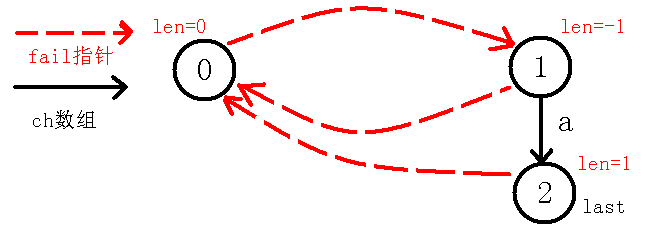 len=0
len=-1
fail指针
0
1
ch数组
a
len=1
2
last